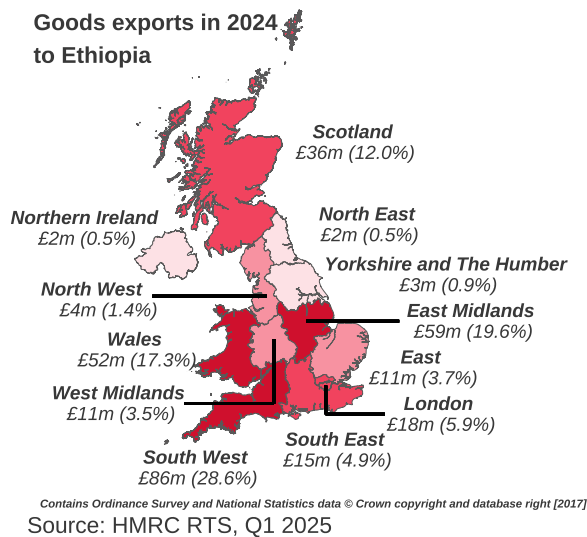 Goods exports in 2024
to Ethiopia
Scotland
£36m (12.0%)
Northern Ireland
£2m (0.5%)
North East
£2m (0.5%)
Yorkshire and The Humber
£3m (0.9%)
North West
£4m (1.4%)
East Midlands
£59m (19.6%)
Wales
£52m (17.3%)
East
£11m (3.7%)
West Midlands
£11m (3.5%)
London
£18m (5.9%)
South East
£15m (4.9%)
South West
£86m (28.6%)
Contains Ordinance Survey and National Statistics data © Crown copyright and database right [2017]
Source: HMRC RTS, Q1 2025